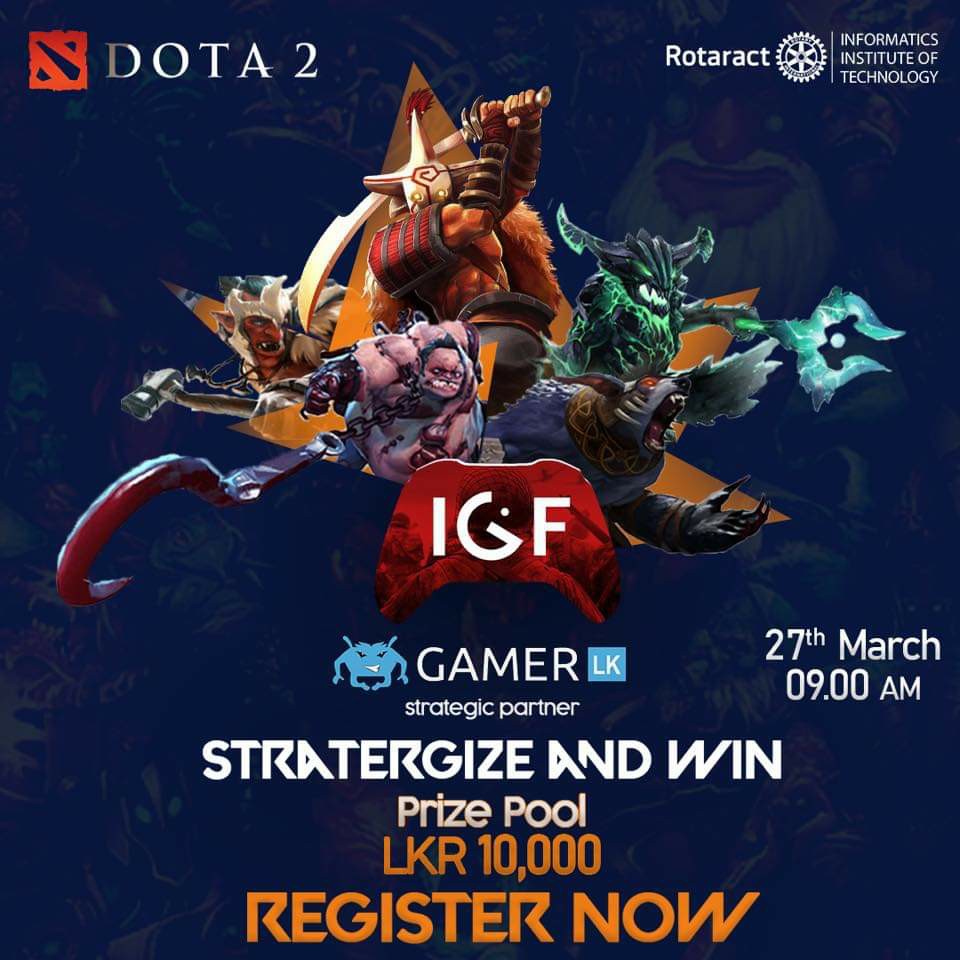 DOTA 2
Rotaract
INFORMATICS
INSTITUTE OF
TECHNOLOGY
IGF
GAMER LK
strategic partner
27th March
09.00 AM
STRATERGIZE AND WIN
Prize Pool
LKR 10,000
REGISTER NOW